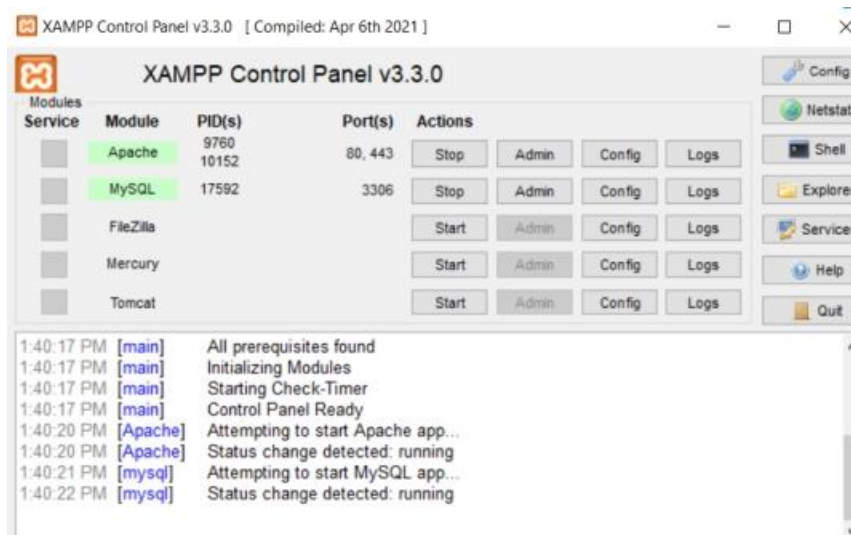 XAMPP Control Panel v3.3.0 [ Compiled: Apr 6th 2021 ]
XAMPP Control Panel v3.3.0
Config
Modules
Service Module PID(s) Port(s) Actions
Netstat
Apache 9760 10152 80, 443 Stop Admin Config Logs
Shell
MySQL 17592 3306 Stop Admin Config Logs
Explorer
FileZilla Start Admin Config Logs
Service
Mercury Start Admin Config Logs
Help
Tomcat Start Admin Config Logs
Quit
1:40:17 PM [main] All prerequisites found
1:40:17 PM [main] Initializing Modules
1:40:17 PM [main] Starting Check-Timer
1:40:17 PM [main] Control Panel Ready
1:40:20 PM [Apache] Attempting to start Apache app...
1:40:20 PM [Apache] Status change detected: running
1:40:21 PM [mysql] Attempting to start MySQL app...
1:40:22 PM [mysql] Status change detected: running